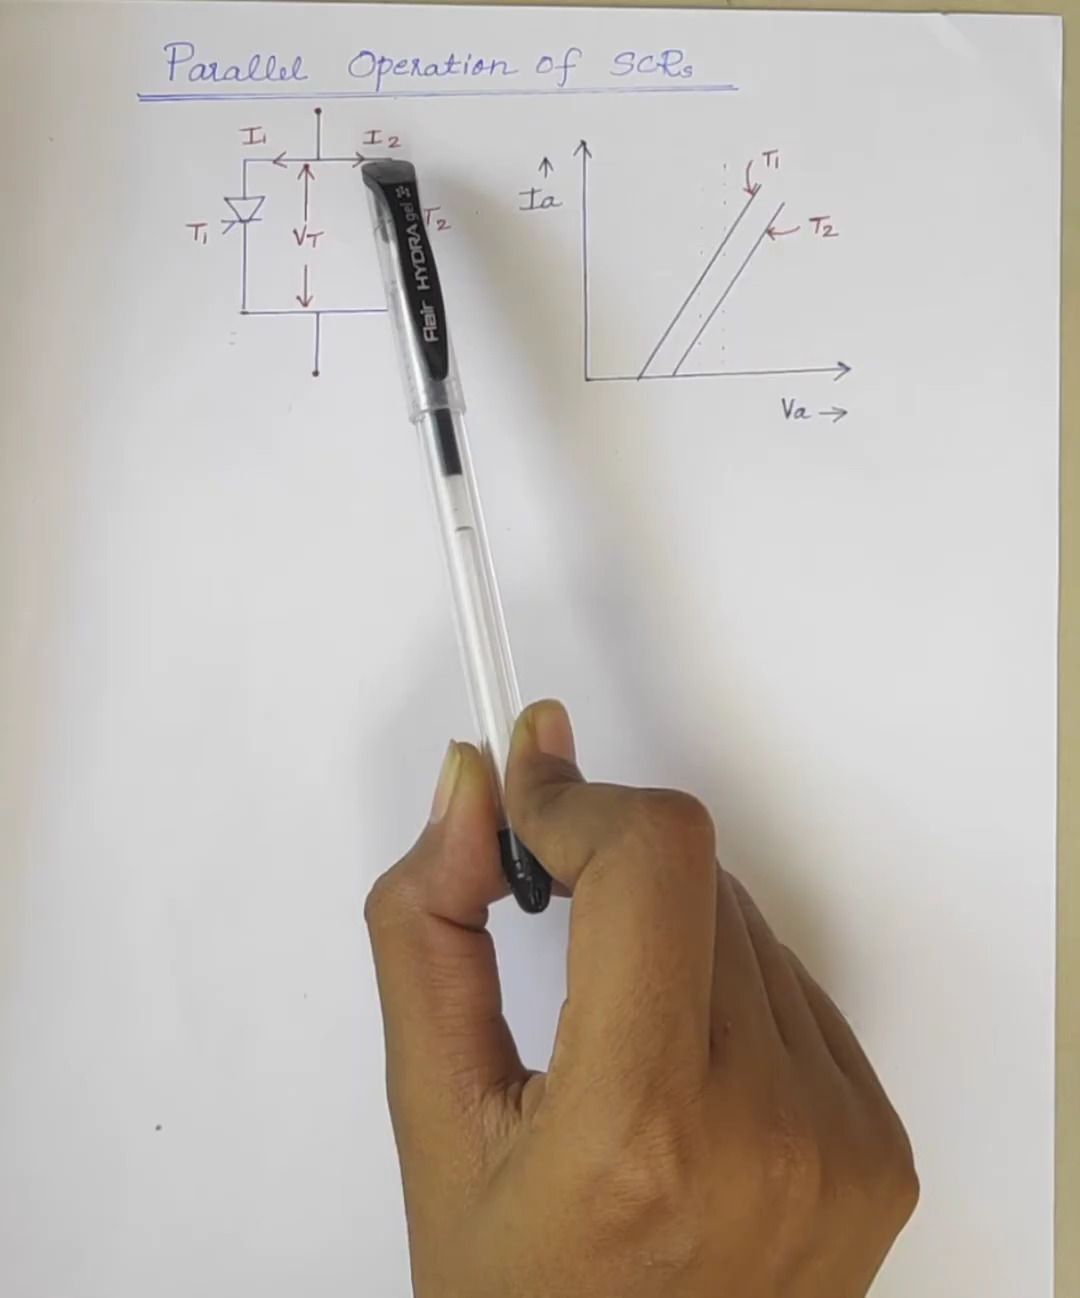 Parallel Operation of SCRs
I1 I2
T1 VT T2
Flair HYDRA gel
Ia
T1
T2
Va